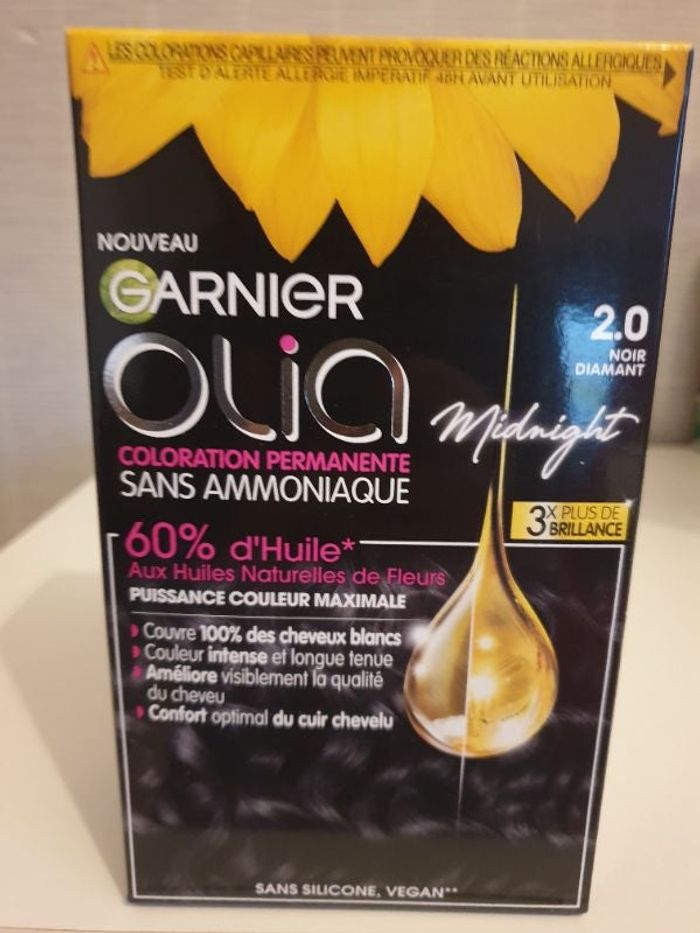 LES COLORATIONS CAPILLAIRES PEUVENT PROVOQUER DES RÉACTIONS ALLERGIQUES
TEST D'ALERTE ALLERGIE IMPÉRATIF 48H AVANT UTILISATION
NOUVEAU
GARNIER
Olia
2.0
NOIR
DIAMANT
Midnight
COLORATION PERMANENTE
SANS AMMONIAQUE
3X PLUS DE
BRILLANCE
60% d'Huile*
Aux Huiles Naturelles de Fleurs
PUISSANCE COULEUR MAXIMALE
Couvre 100% des cheveux blancs
Couleur intense et longue tenue
Améliore visiblement la qualité
du cheveu
Confort optimal du cuir chevelu
SANS SILICONE, VEGAN**